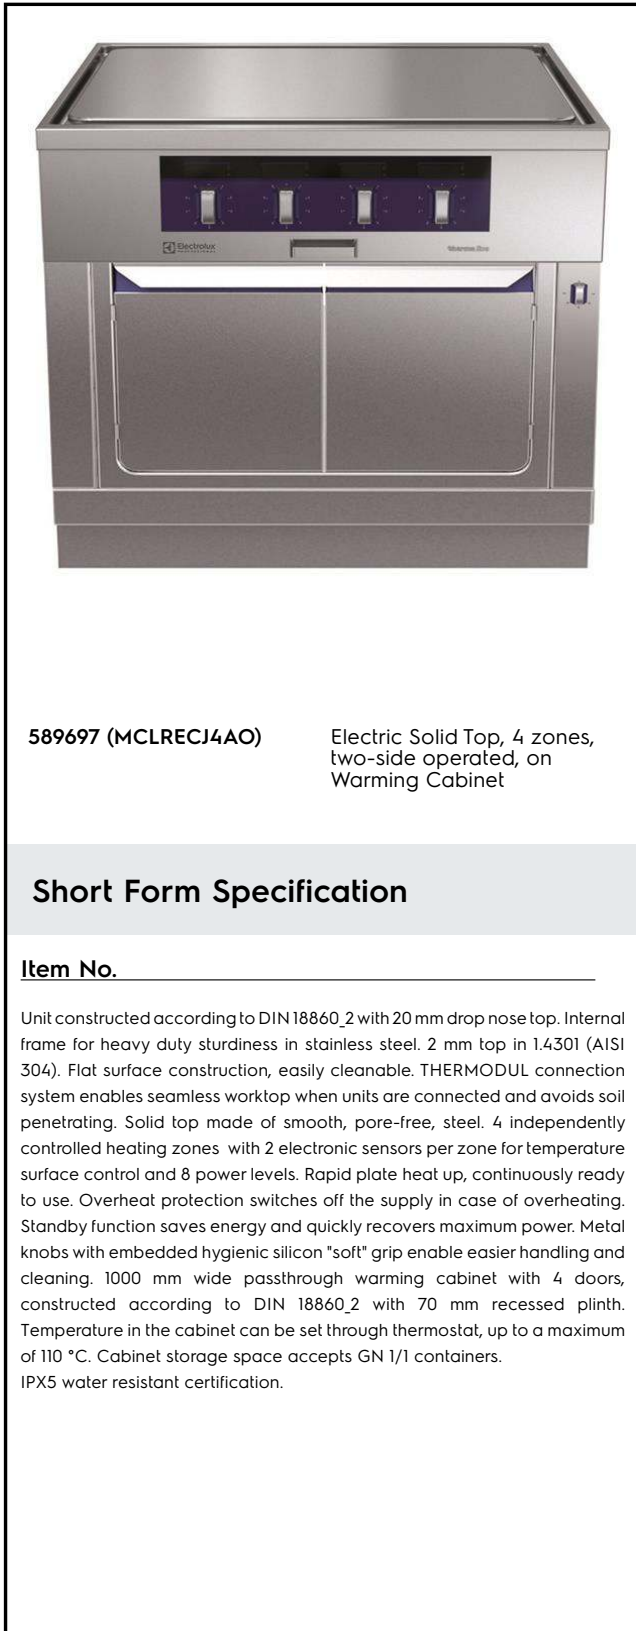 Electrolux
PROFESSIONAL
589697 (MCLRECJ4AO)
Electric Solid Top, 4 zones,
two-side operated, on
Warming Cabinet
Short Form Specification
Item No.
Unit constructed according to DIN 18860_2 with 20 mm drop nose top. Internal
frame for heavy duty sturdiness in stainless steel. 2 mm top in 1.4301 (AISI
304). Flat surface construction, easily cleanable. THERMODUL connection
system enables seamless worktop when units are connected and avoids soil
penetrating. Solid top made of smooth, pore-free, steel. 4 independently
controlled heating zones with 2 electronic sensors per zone for temperature
surface control and 8 power levels. Rapid plate heat up, continuously ready
to use. Overheat protection switches off the supply in case of overheating.
Standby function saves energy and quickly recovers maximum power. Metal
knobs with embedded hygienic silicon "soft" grip enable easier handling and
cleaning. 1000 mm wide passthrough warming cabinet with 4 doors,
constructed according to DIN 18860_2 with 70 mm recessed plinth.
Temperature in the cabinet can be set through thermostat, up to a maximum
of 110 °C. Cabinet storage space accepts GN 1/1 containers.
IPX5 water resistant certification.